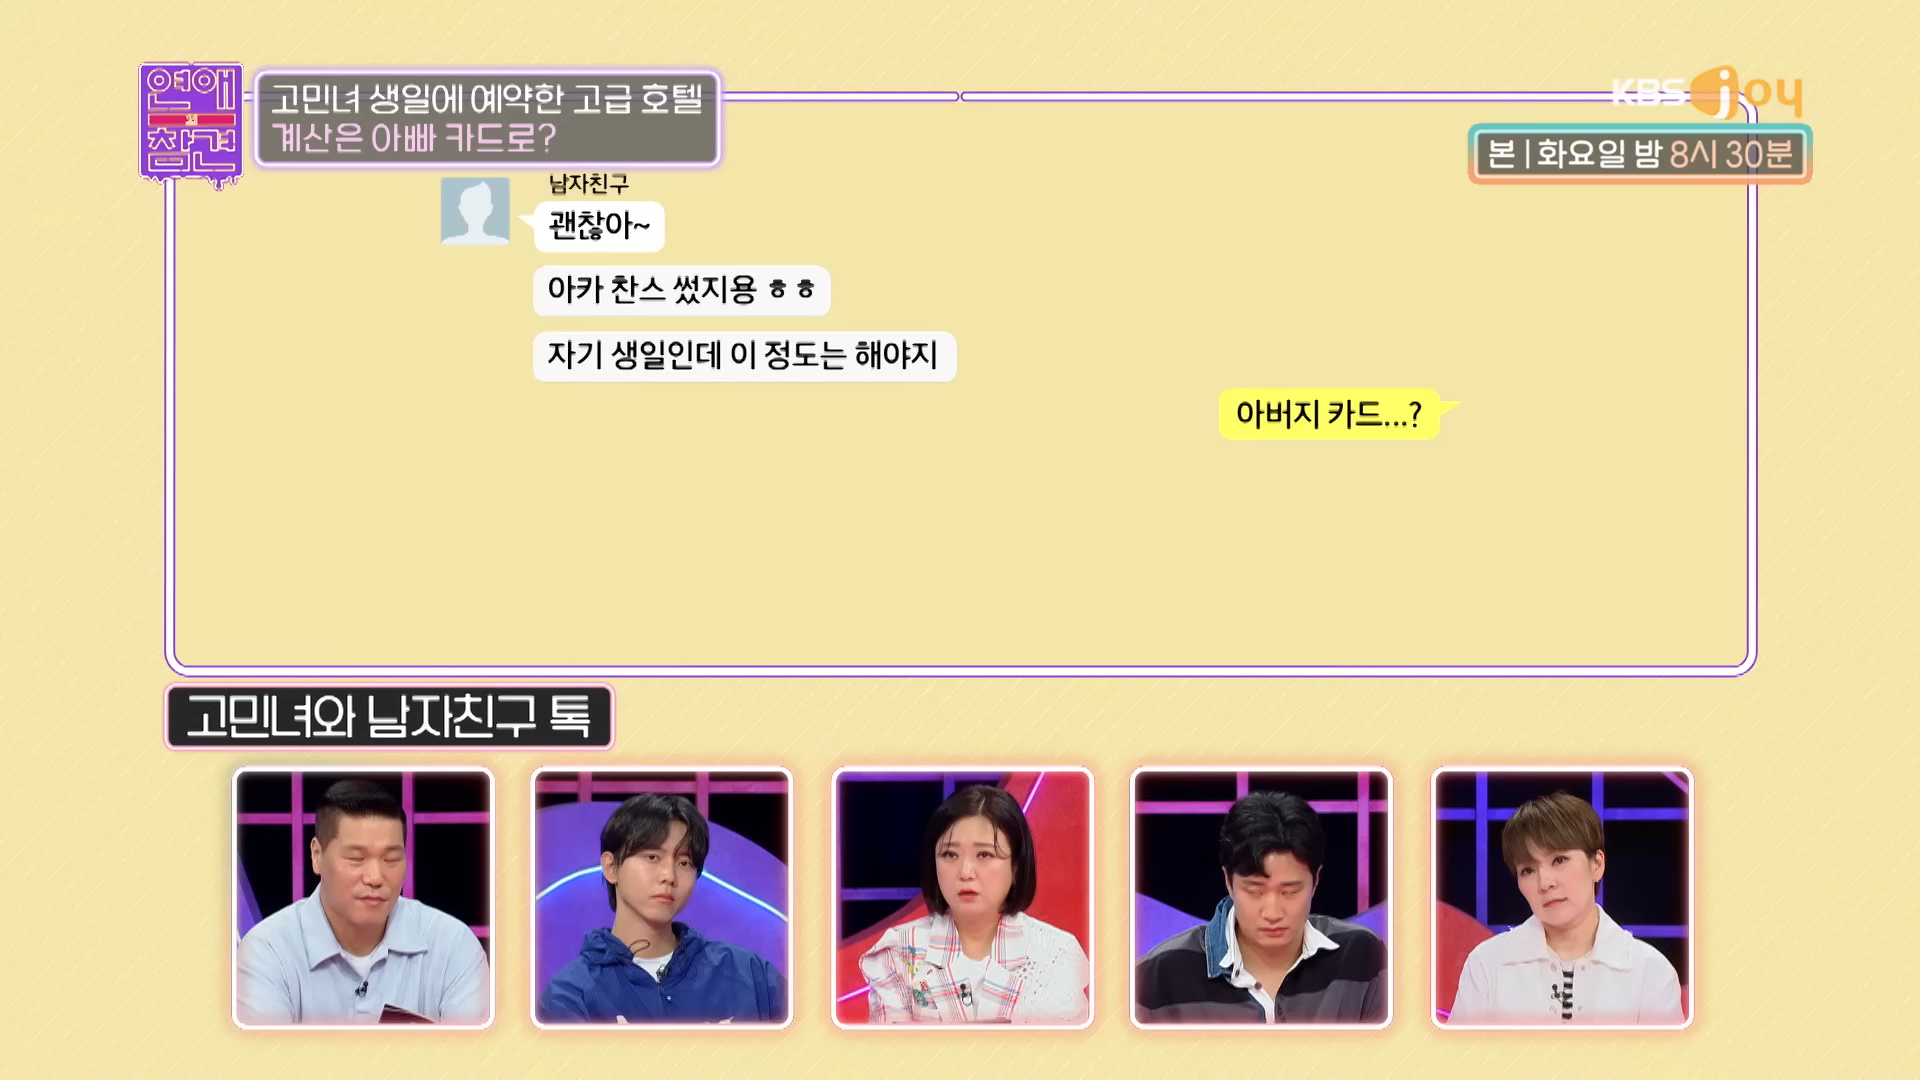 연애의 참견
고민녀 생일에 예약한 고급 호텔
계산은 아빠 카드로?
KBS joy
본 | 화요일 밤 8시 30분
남자친구
괜찮아~
아카 찬스 썼지용 ㅎㅎ
자기 생일인데 이 정도는 해야지
아버지 카드...?
고민녀와 남자친구 톡